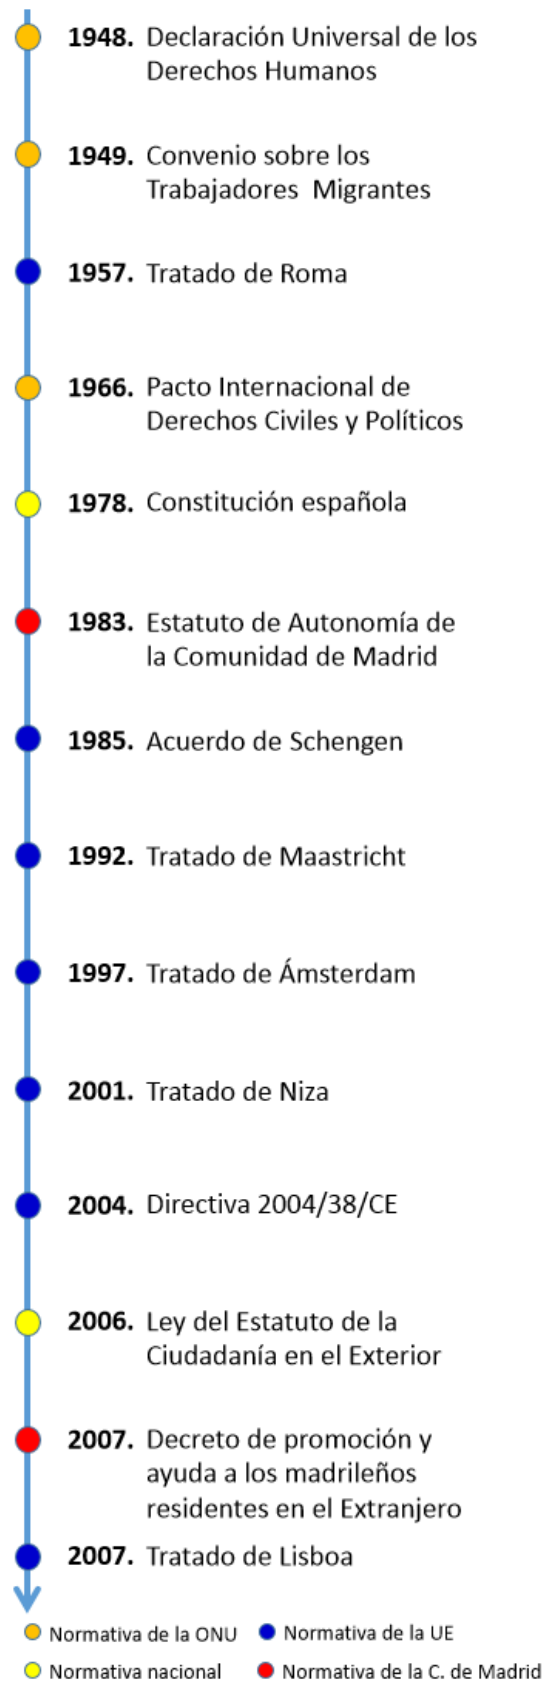 1948. Declaración Universal de los
Derechos Humanos
1949. Convenio sobre los
Trabajadores Migrantes
1957. Tratado de Roma
1966. Pacto Internacional de
Derechos Civiles y Políticos
1978. Constitución española
1983. Estatuto de Autonomía de
la Comunidad de Madrid
1985. Acuerdo de Schengen
1992. Tratado de Maastricht
1997. Tratado de Ámsterdam
2001. Tratado de Niza
2004. Directiva 2004/38/CE
2006. Ley del Estatuto de la
Ciudadanía en el Exterior
2007. Decreto de promoción y
ayuda a los madrileños
residentes en el Extranjero
2007. Tratado de Lisboa
Normativa de la ONU Normativa de la UE
Normativa nacional Normativa de la C. de Madrid